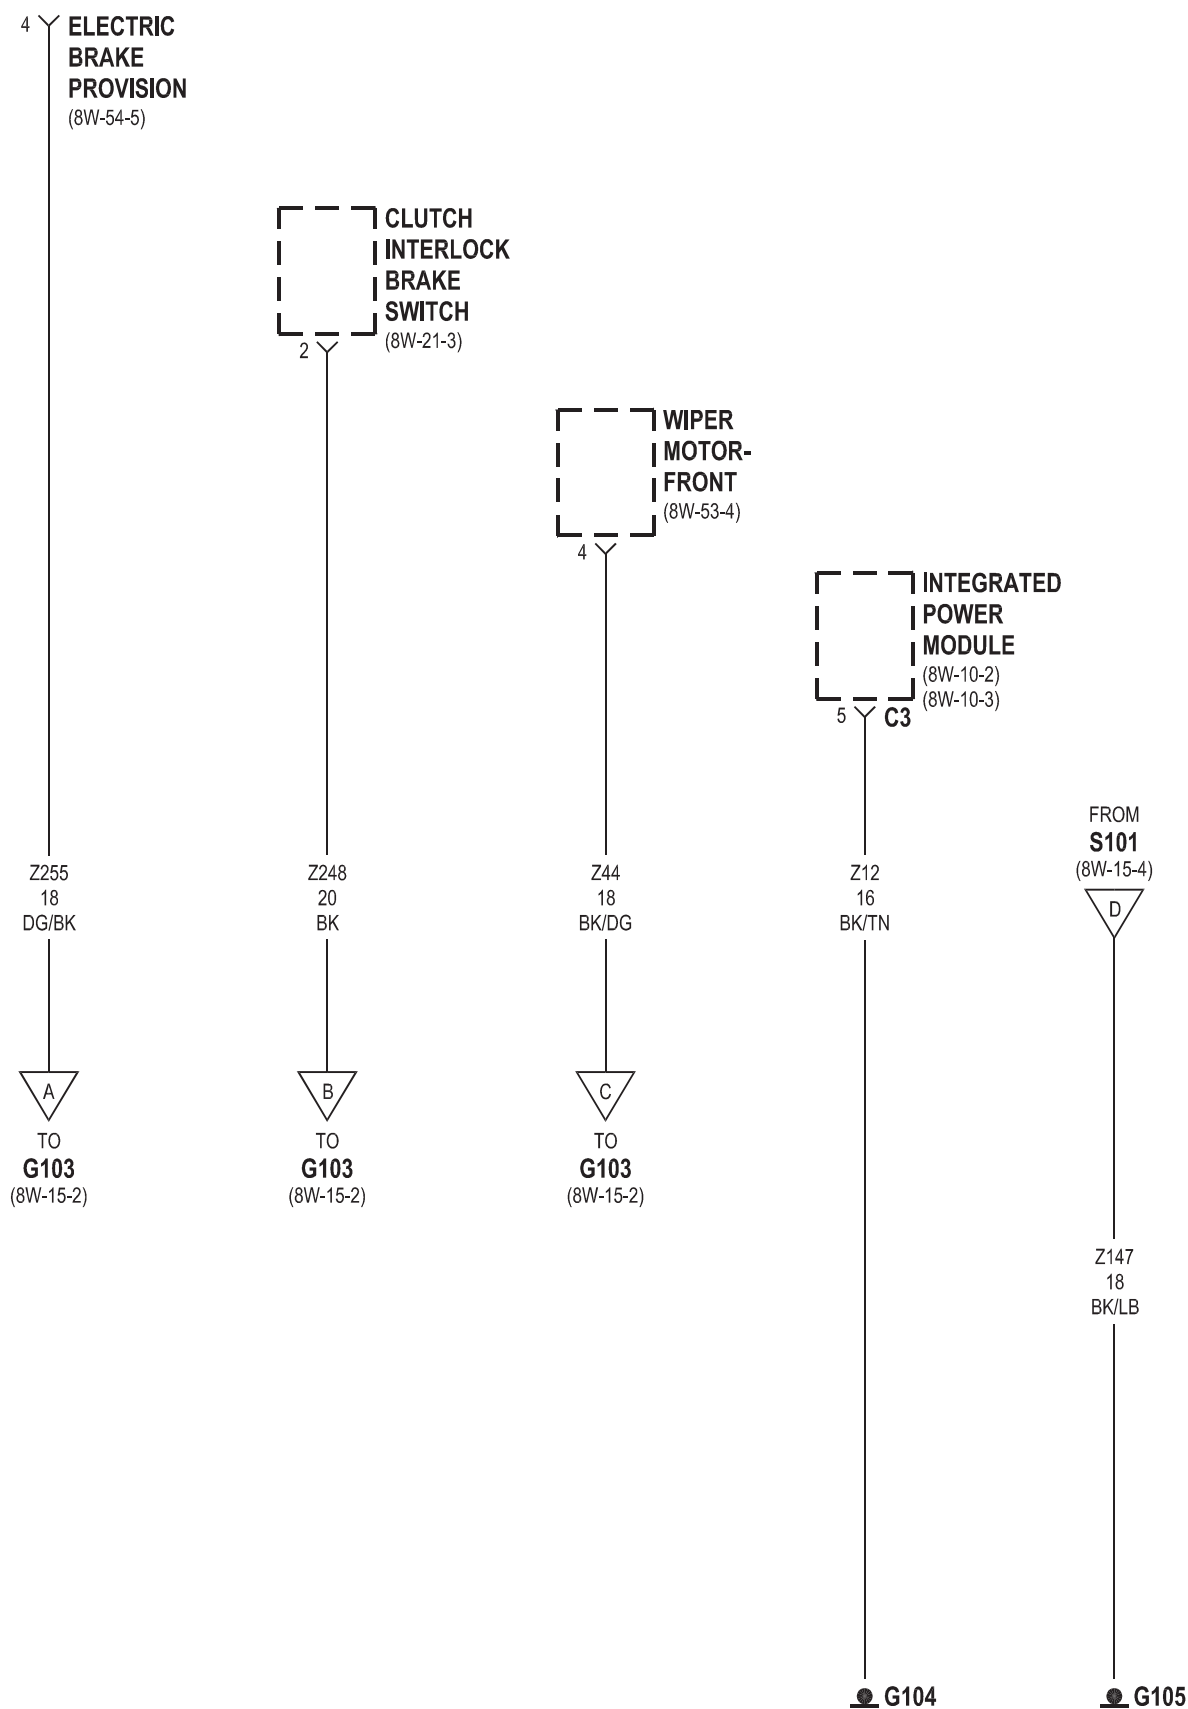 4
ELECTRIC
BRAKE
PROVISION
(8W-54-5)
CLUTCH
INTERLOCK
BRAKE
SWITCH
(8W-21-3)
2
WIPER
MOTOR-
FRONT
(8W-53-4)
4
INTEGRATED
POWER
MODULE
(8W-10-2)
(8W-10-3)
5
C3
FROM
S101
(8W-15-4)
D
Z255
18
DG/BK
Z248
20
BK
Z44
18
BK/DG
Z12
16
BK/TN
A
TO
G103
(8W-15-2)
B
TO
G103
(8W-15-2)
C
TO
G103
(8W-15-2)
Z147
18
BK/LB
G104
G105